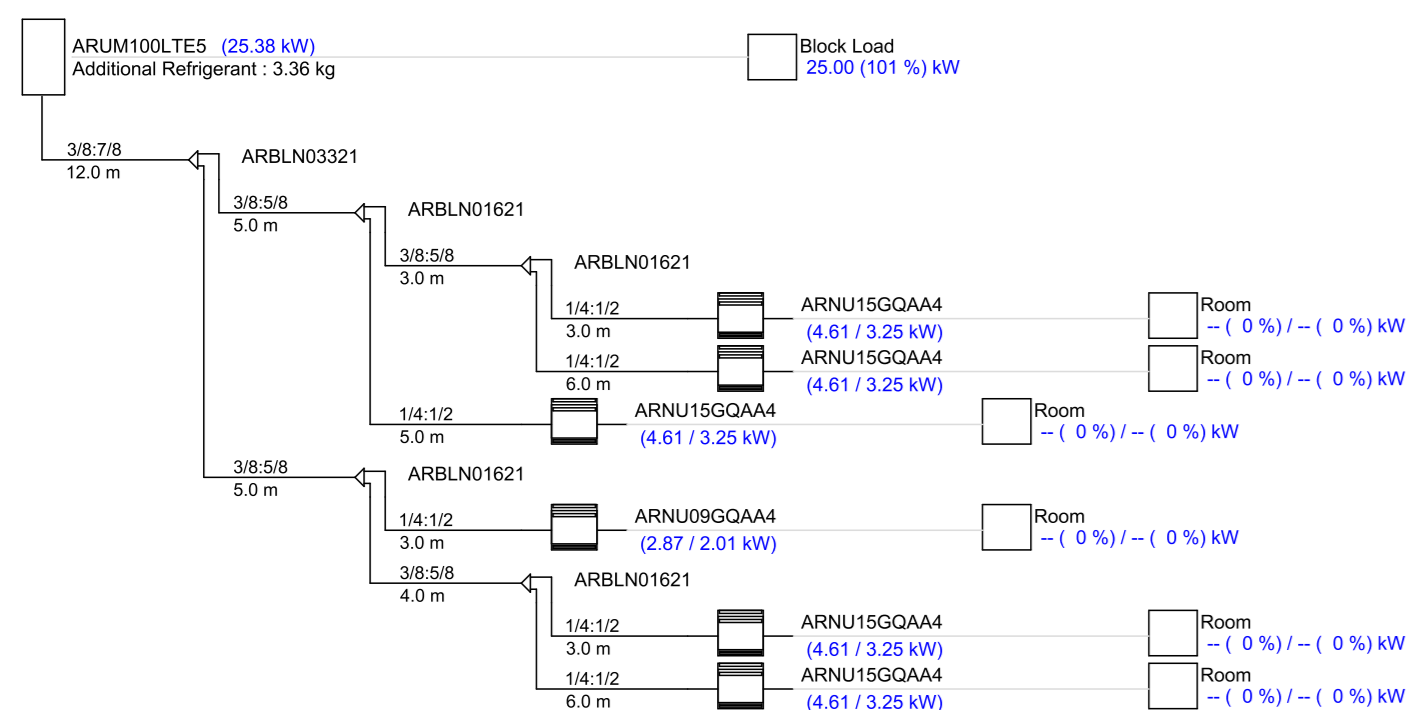 ARUM100LTE5 (25.38 kW)
Additional Refrigerant : 3.36 kg
Block Load
25.00 (101 %) kW
3/8:7/8
12.0 m
ARBLN03321
3/8:5/8
5.0 m
ARBLN01621
3/8:5/8
3.0 m
ARBLN01621
1/4:1/2
3.0 m
ARNU15GQAA4
(4.61 / 3.25 kW)
Room
-- ( 0 %) / -- ( 0 %) kW
1/4:1/2
6.0 m
ARNU15GQAA4
(4.61 / 3.25 kW)
Room
-- ( 0 %) / -- ( 0 %) kW
1/4:1/2
5.0 m
ARNU15GQAA4
(4.61 / 3.25 kW)
Room
-- ( 0 %) / -- ( 0 %) kW
3/8:5/8
5.0 m
ARBLN01621
1/4:1/2
3.0 m
ARNU09GQAA4
(2.87 / 2.01 kW)
Room
-- ( 0 %) / -- ( 0 %) kW
3/8:5/8
4.0 m
ARBLN01621
1/4:1/2
3.0 m
ARNU15GQAA4
(4.61 / 3.25 kW)
Room
-- ( 0 %) / -- ( 0 %) kW
1/4:1/2
6.0 m
ARNU15GQAA4
(4.61 / 3.25 kW)
Room
-- ( 0 %) / -- ( 0 %) kW